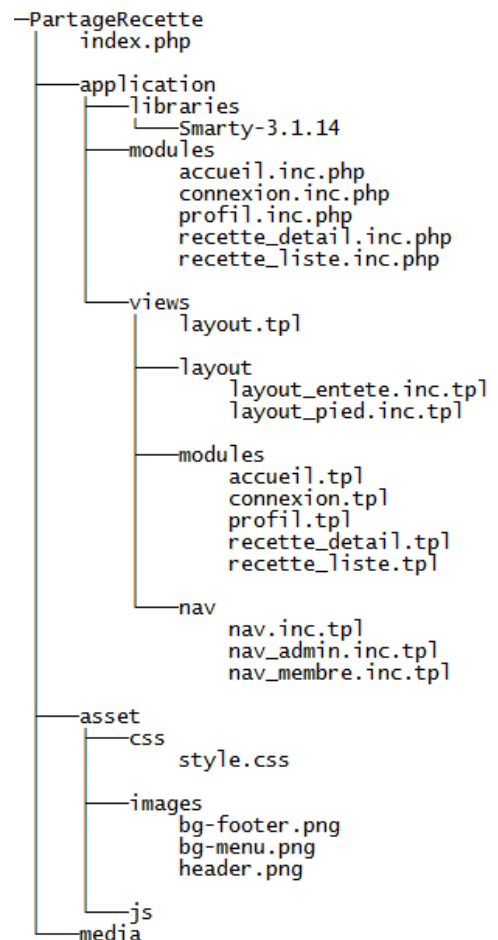 PartageRecette
index.php
application
libraries
Smarty-3.1.14
modules
accueil.inc.php
connexion.inc.php
profil.inc.php
recette_detail.inc.php
recette_liste.inc.php
views
layout.tpl
layout
layout_entete.inc.tpl
layout_pied.inc.tpl
modules
accueil.tpl
connexion.tpl
profil.tpl
recette_detail.tpl
recette_liste.tpl
nav
nav.inc.tpl
nav_admin.inc.tpl
nav_membre.inc.tpl
asset
css
style.css
images
bg-footer.png
bg-menu.png
header.png
js
media